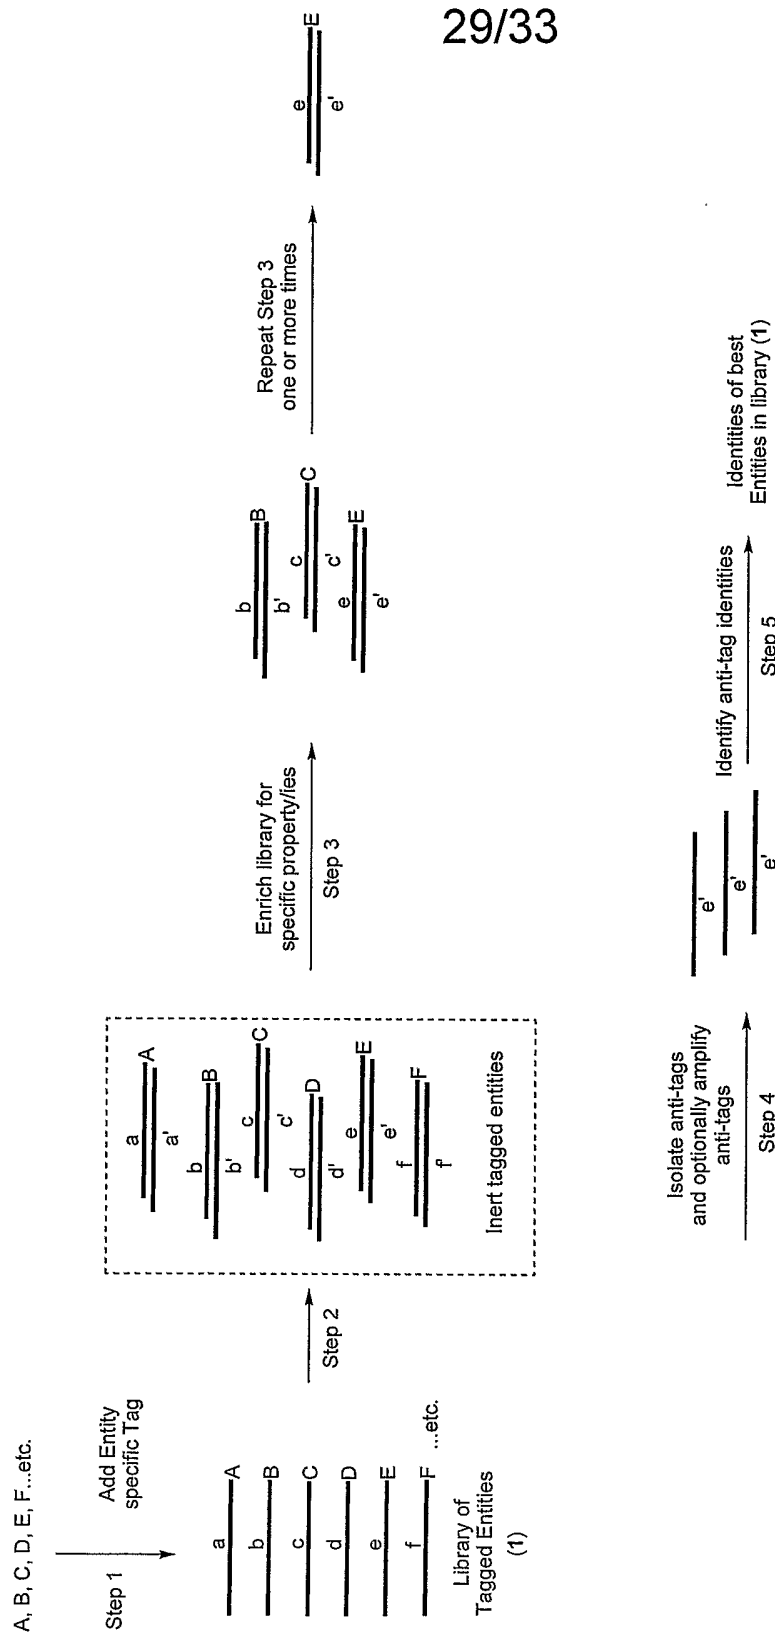 29/33
A, B, C, D, E, F...etc.
Step 1
Add Entity
specific Tag
a
A
b
B
c
C
d
D
e
E
f
F
...etc.
Library of
Tagged Entities
(1)
Step 2
a
A
a'
b
B
b'
c
C
c'
d
D
d'
e
E
e'
f
F
f'
Inert tagged entities
Enrich library for
specific property/ies
Step 3
b
B
b'
c
C
c'
e
E
e'
Repeat Step 3
one or more times
e
E
e'
Isolate anti-tags
and optionally amplify
anti-tags
Step 4
e'
e'
e'
Identify anti-tag identities
Step 5
Identities of best
Entities in library (1)